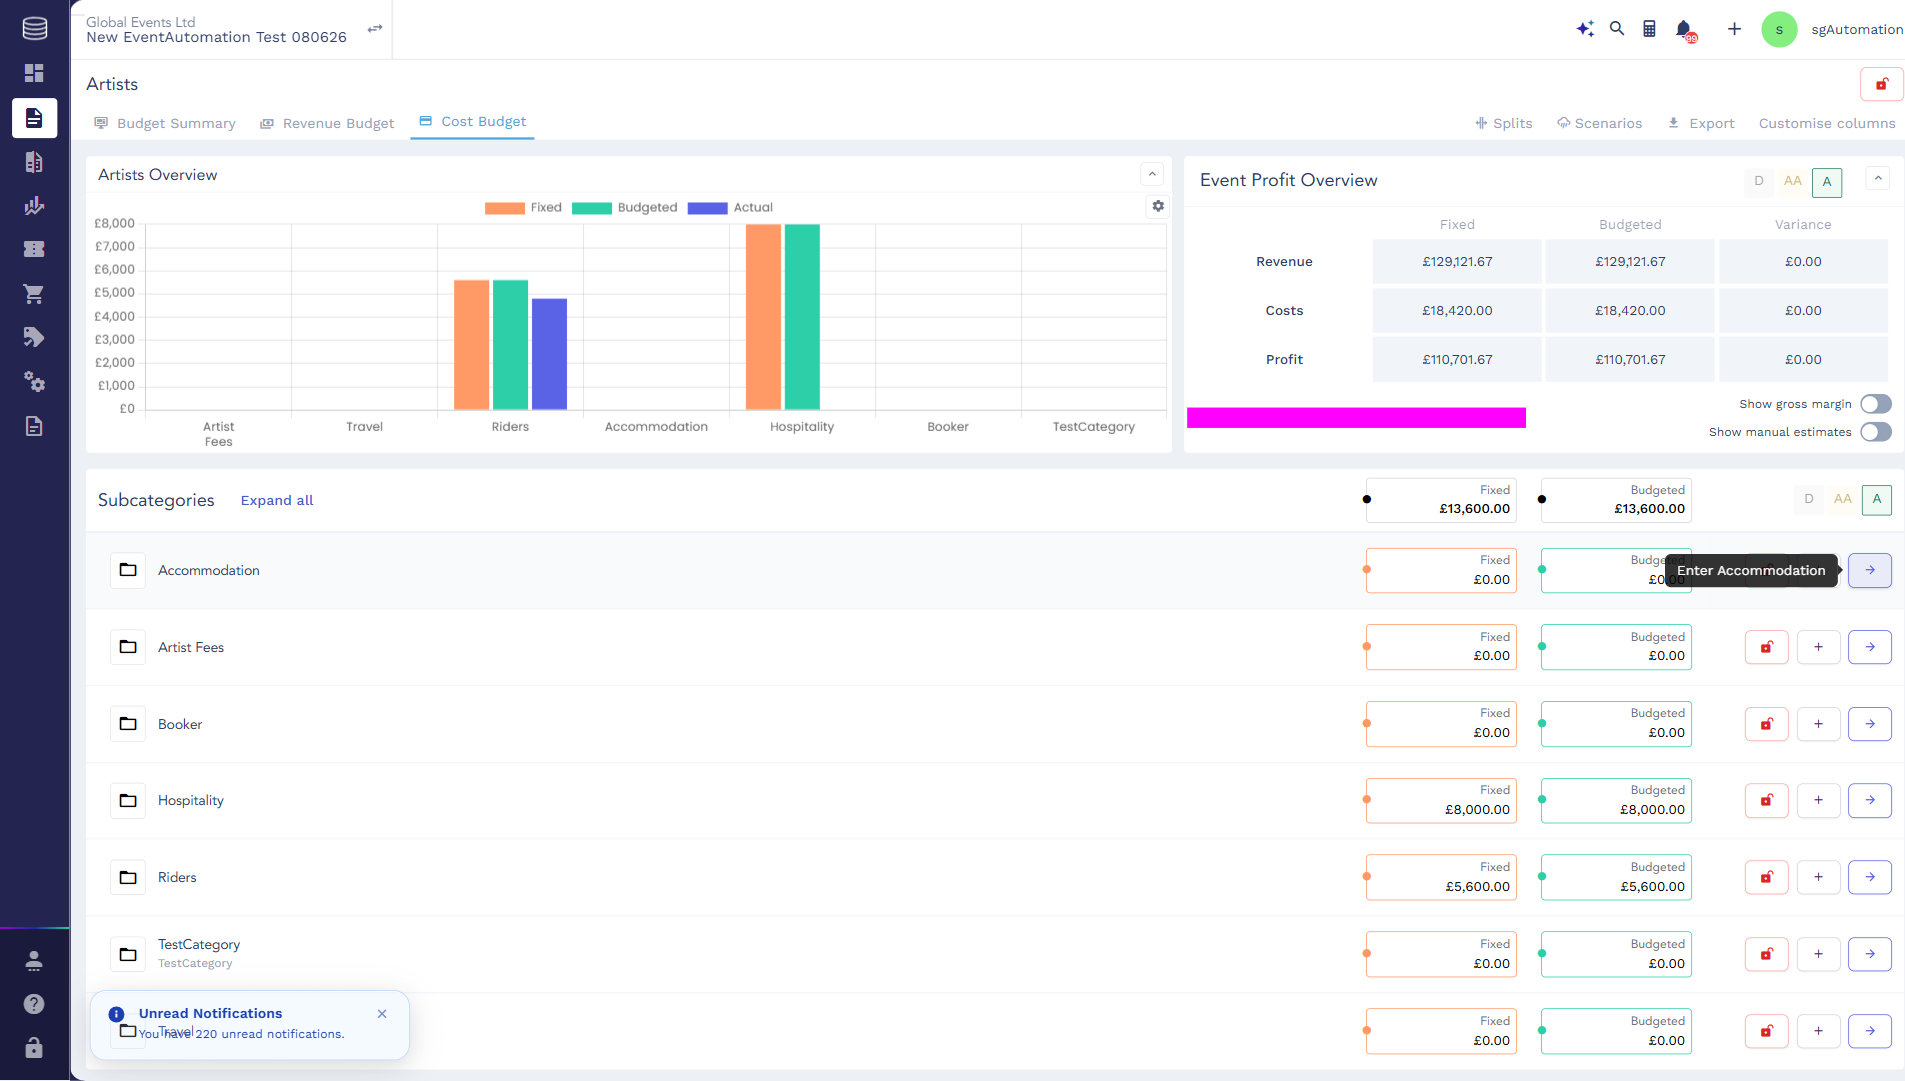 Global Events Ltd
New EventAutomation Test 080626
99
s
sgAutomation
Artists
Budget Summary
Revenue Budget
Cost Budget
Splits
Scenarios
Export
Customise columns
Artists Overview
Fixed
Budgeted
Actual
£8,000
£7,000
£6,000
£5,000
£4,000
£3,000
£2,000
£1,000
£0
Artist
Fees
Travel
Riders
Accommodation
Hospitality
Booker
TestCategory
Event Profit Overview
D
AA
A
Fixed
Budgeted
Variance
Revenue
£129,121.67
£129,121.67
£0.00
Costs
£18,420.00
£18,420.00
£0.00
Profit
£110,701.67
£110,701.67
£0.00
Show gross margin
Show manual estimates
Subcategories
Expand all
Fixed
£13,600.00
Budgeted
£13,600.00
D
AA
A
Accommodation
Fixed
£0.00
Budgeted
£0.00
Enter Accommodation
Artist Fees
Fixed
£0.00
Budgeted
£0.00
Booker
Fixed
£0.00
Budgeted
£0.00
Hospitality
Fixed
£8,000.00
Budgeted
£8,000.00
Riders
Fixed
£5,600.00
Budgeted
£5,600.00
TestCategory
TestCategory
Fixed
£0.00
Budgeted
£0.00
Travel
Fixed
£0.00
Budgeted
£0.00
Unread Notifications
You have 220 unread notifications.